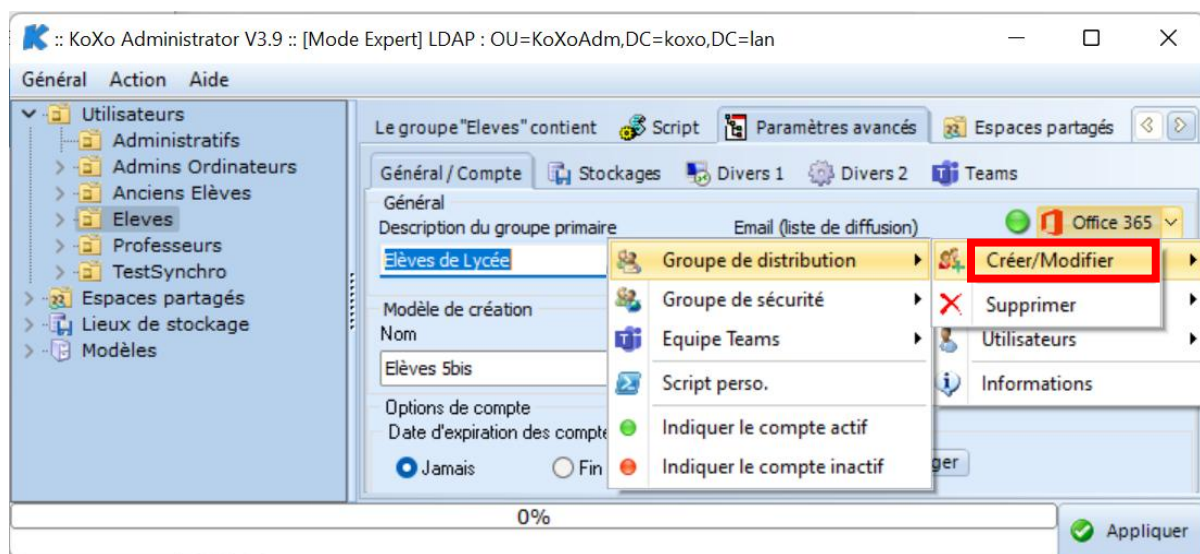 :: KoXo Administrator V3.9 :: [Mode Expert] LDAP : OU=KoXoAdm,DC=koxo,DC=lan
Général Action Aide
Utilisateurs
Administratifs
Admins Ordinateurs
Anciens Elèves
Eleves
Professeurs
TestSynchro
Espaces partagés
Lieux de stockage
Modèles
Le groupe "Eleves" contient Script Paramètres avancés Espaces partagés
Général / Compte Stockages Divers 1 Divers 2 Teams
Général
Description du groupe primaire Email (liste de diffusion) Office 365
Elèves de Lycée
Modèle de création
Nom
Elèves 5bis
Options de compte
Date d'expiration des compte
Jamais Fin
Groupe de distribution
Groupe de sécurité
Equipe Teams
Script perso.
Indiquer le compte actif
Indiquer le compte inactif
Créer/Modifier
Supprimer
Utilisateurs
Informations
ger
0%
Appliquer